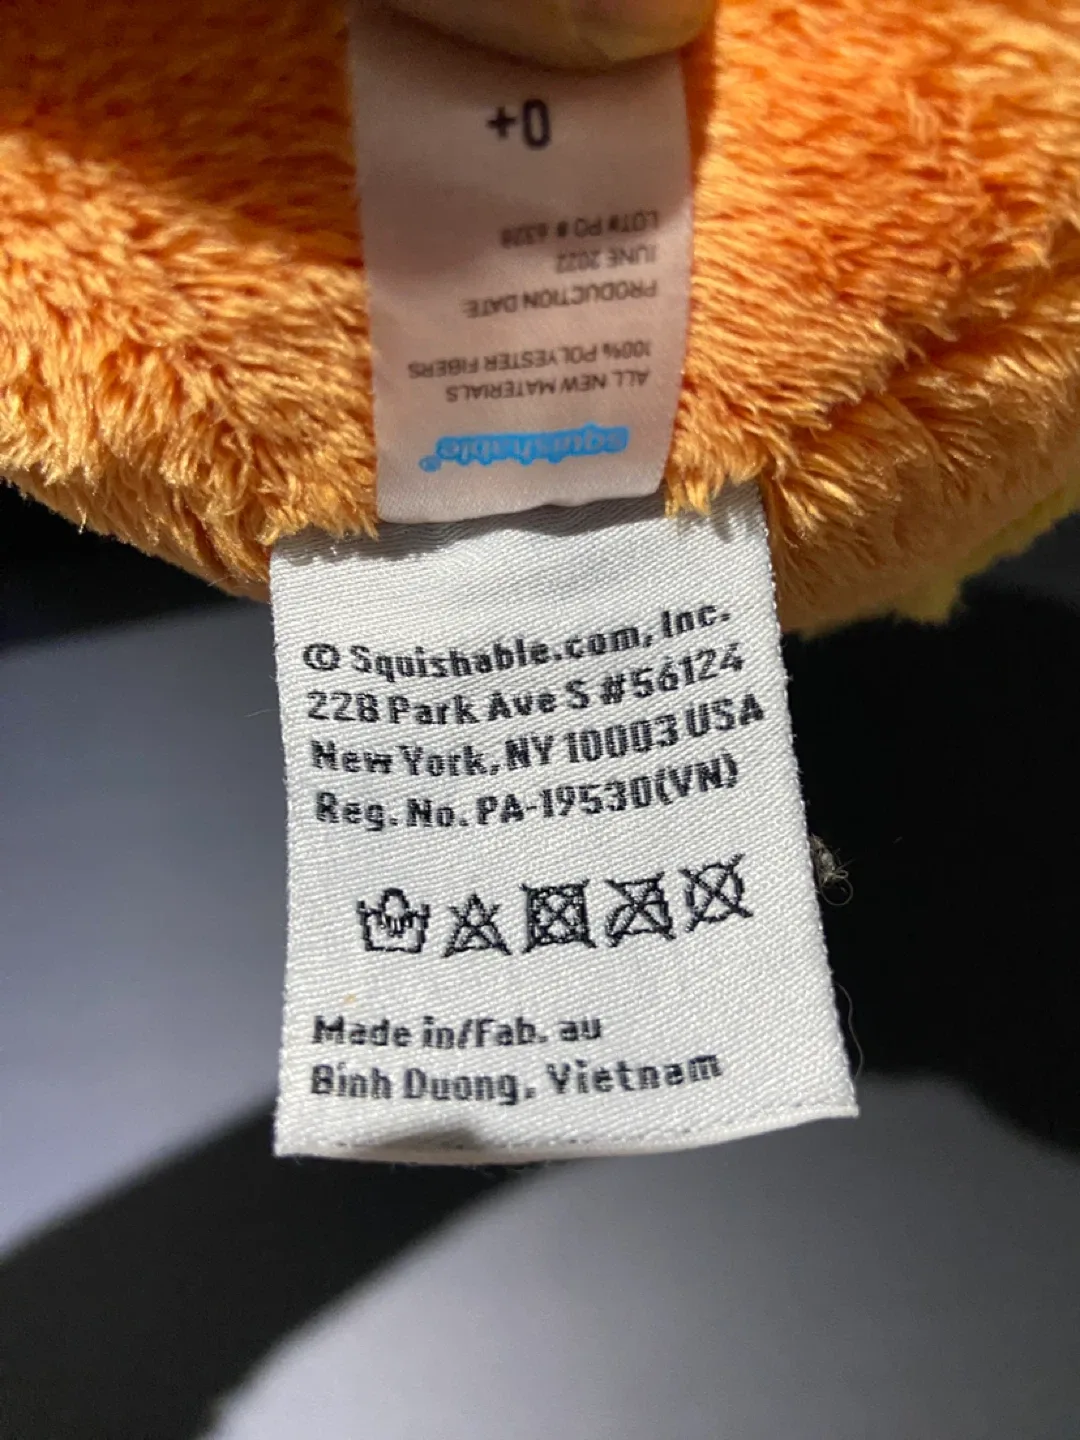 squishable®
ALL NEW MATERIALS
100% POLYESTER FIBERS
PRODUCTION DATE:
JUNE 2022
LOT# PO # 6328
0+
© Squishable.com, Inc.
228 Park Ave S #56124
New York, NY 10003 USA
Reg. No. PA-19530(VN)
Made in/Fab. au
Binh Duong, Vietnam